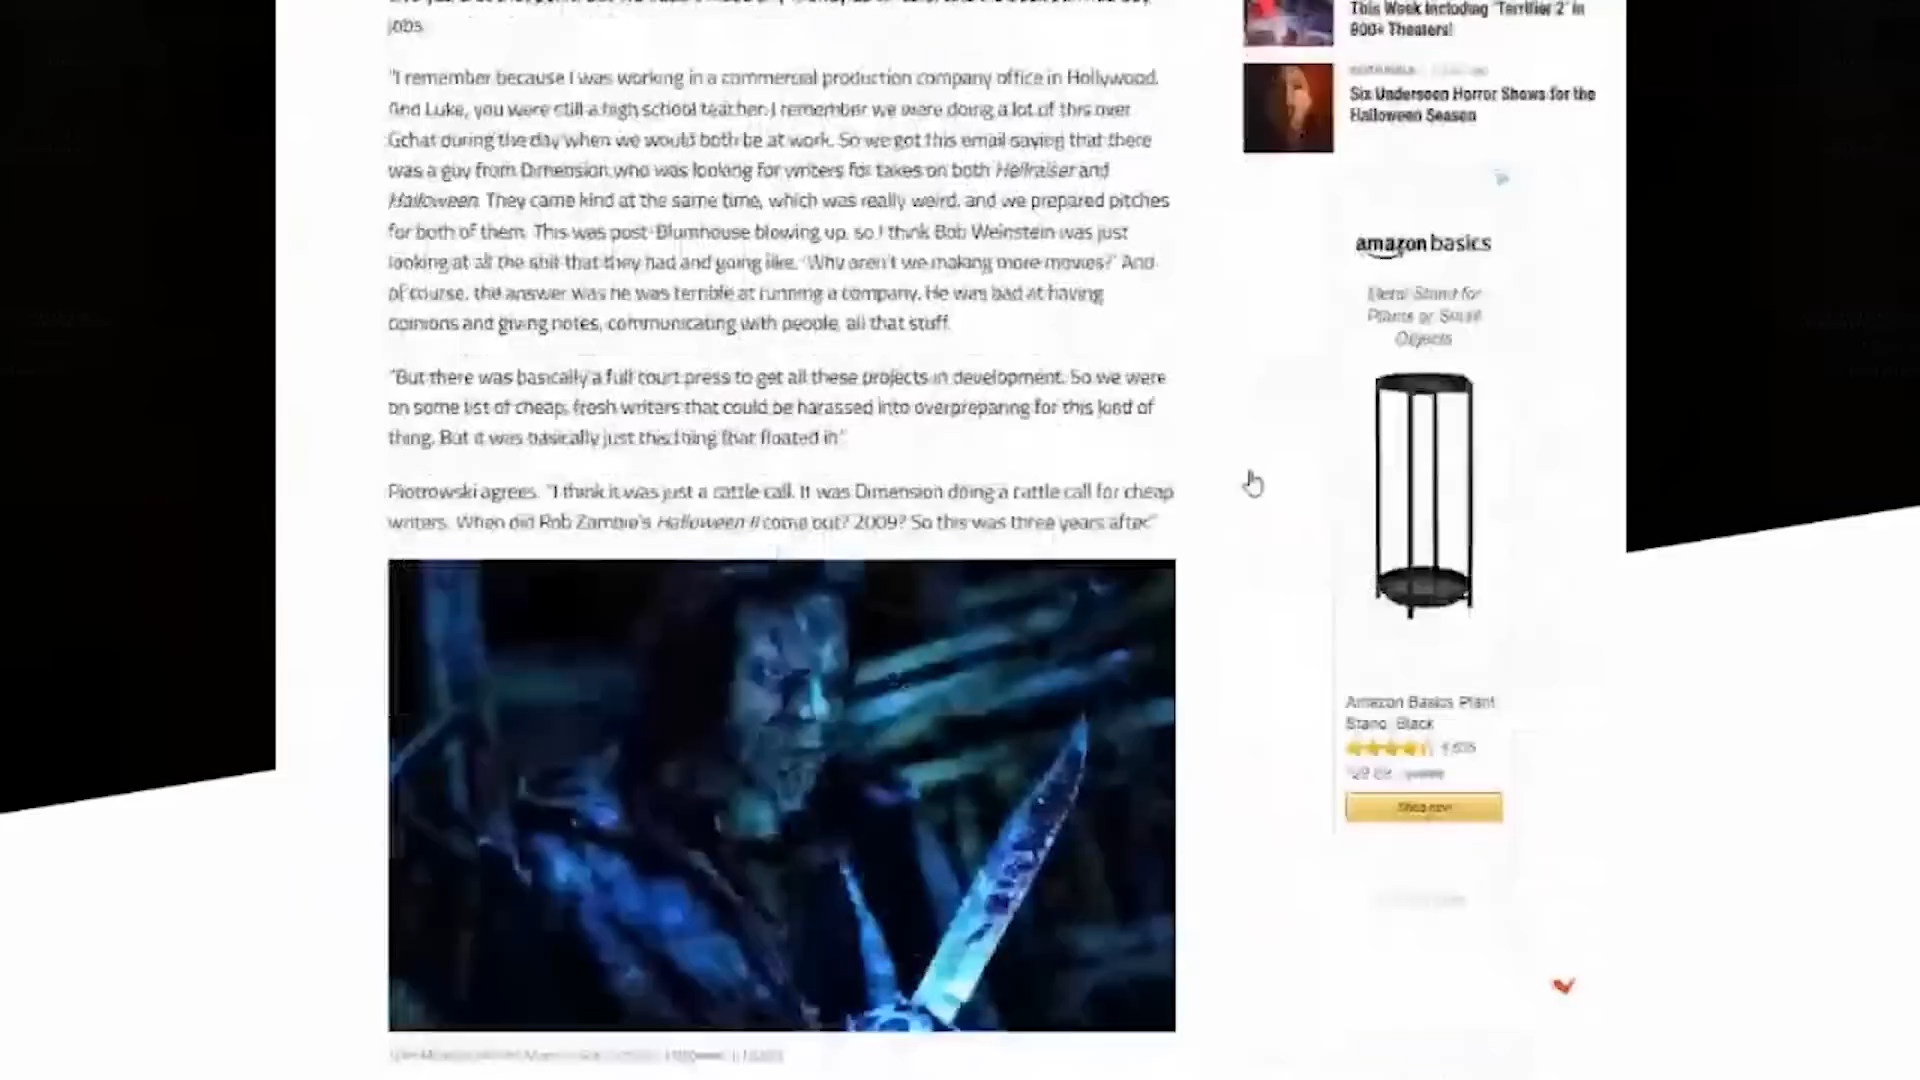 jobs.
"I remember because I was working in a commercial production company office in Hollywood.
And Luke, you were still a high school teacher. I remember we were doing a lot of this over
Gchat during the day when we would both be at work. So we got this email saying that there
was a guy from Dimension who was looking for writers for takes on both Hellraiser and
Halloween. They came kind at the same time, which was really weird, and we prepared pitches
for both of them. This was post-Blumhouse blowing up, so I think Bob Weinstein was just
looking at all the shit that they had and going like, 'Why aren't we making more movies?' And
of course, the answer was he was terrible at running a company. He was bad at having
opinions and giving notes, communicating with people, all that stuff.
"But there was basically a full court press to get all these projects in development. So we were
on some list of cheap, fresh writers that could be harassed into overpreparing for this kind of
thing. But it was basically just this thing that floated in."
Piotrowski agrees. "I think it was just a cattle call. It was Dimension doing a cattle call for cheap
writers. When did Rob Zombie's Halloween II come out? 2009? So this was three years after."
This Week Including 'Terrifier 2' in
900+ Theaters!
Six Underseen Horror Shows for the
Halloween Season
amazon basics
Metal Stand for
Plants or Small
Objects
Amazon Basics Plant
Stand, Black
Shop now